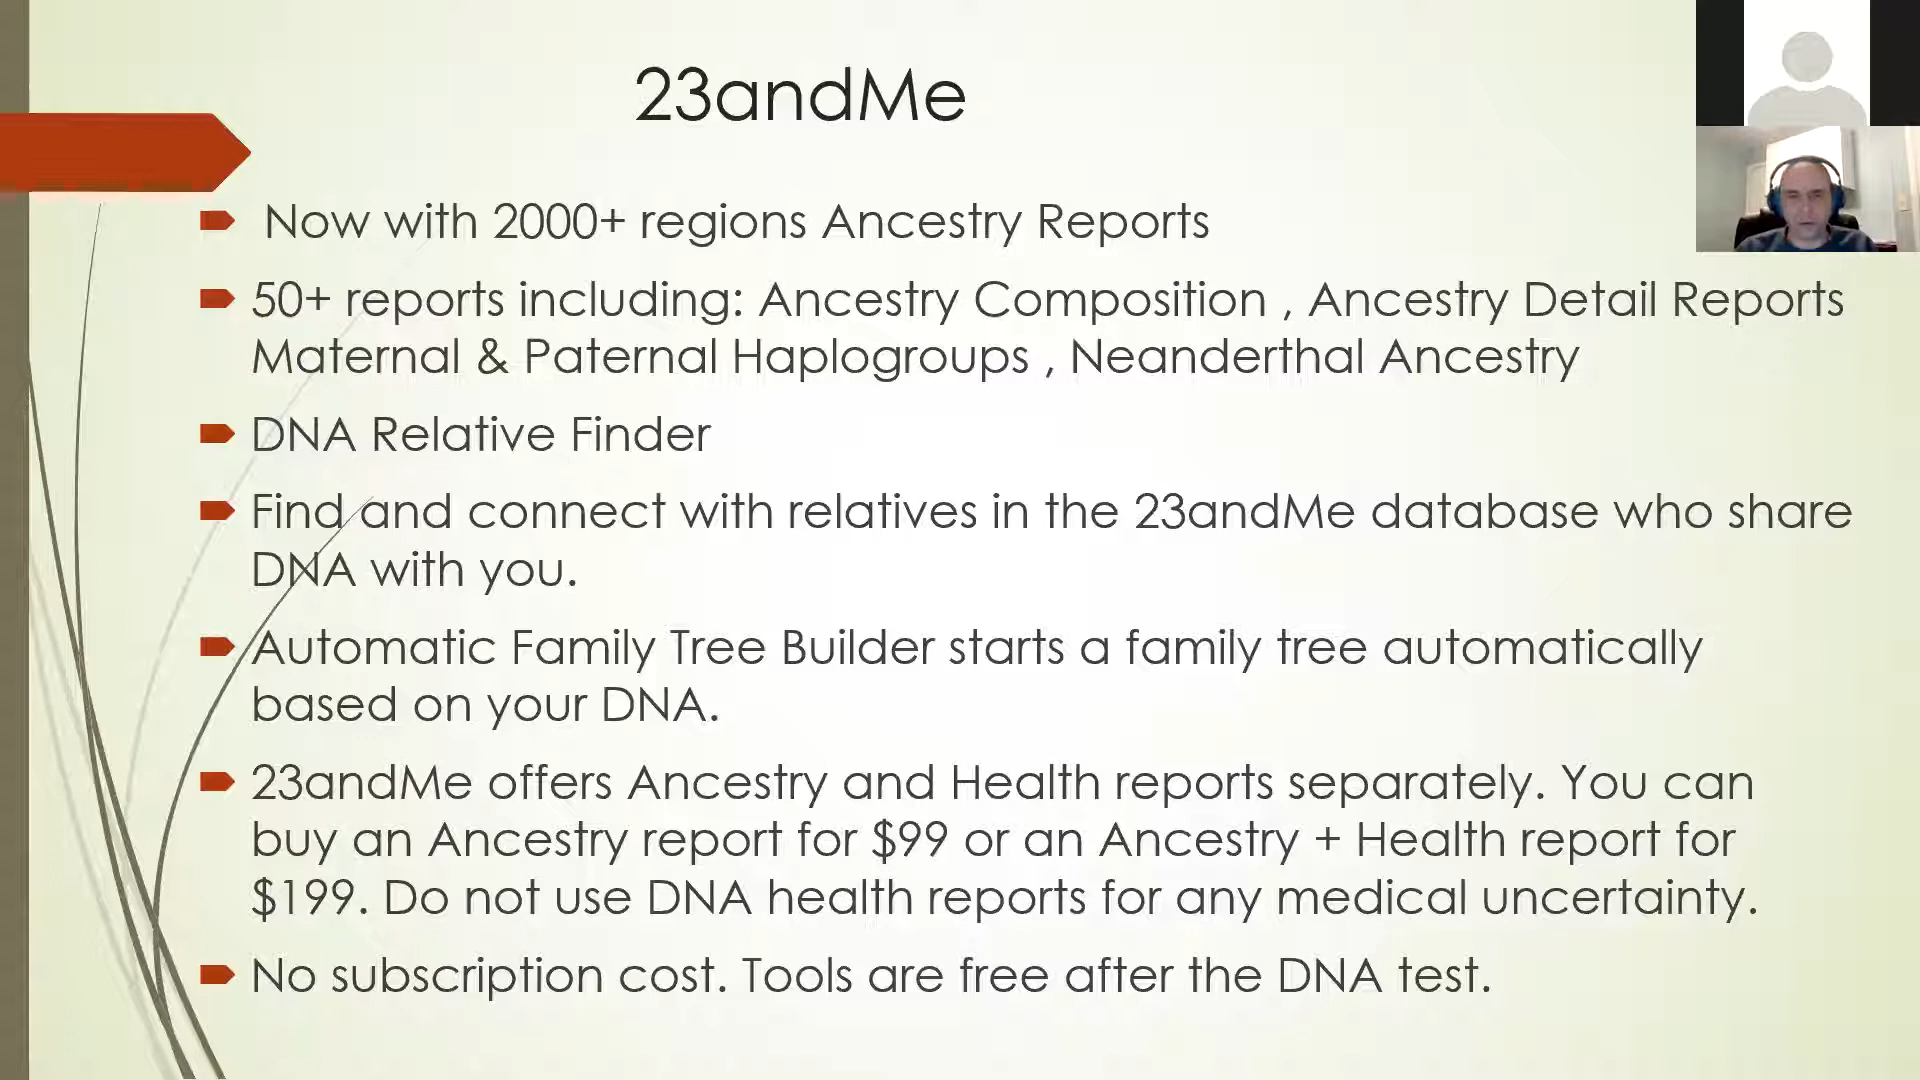 23andMe
Now with 2000+ regions Ancestry Reports
50+ reports including: Ancestry Composition , Ancestry Detail Reports
Maternal & Paternal Haplogroups , Neanderthal Ancestry
DNA Relative Finder
Find and connect with relatives in the 23andMe database who share
DNA with you.
Automatic Family Tree Builder starts a family tree automatically
based on your DNA.
23andMe offers Ancestry and Health reports separately. You can
buy an Ancestry report for $99 or an Ancestry + Health report for
$199. Do not use DNA health reports for any medical uncertainty.
No subscription cost. Tools are free after the DNA test.